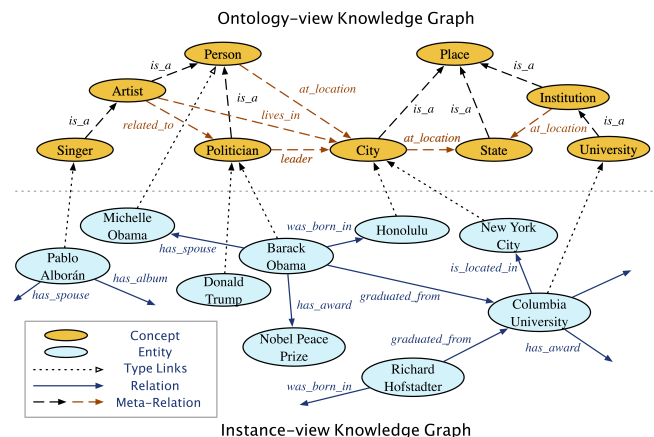 Ontology-view Knowledge Graph
Person
Place
is_a
is_a
Artist
is_a
at_location
is_a
is_a
is_a
Institution
is_a
related_to
lives_in
at_location
at_location
is_a
Singer
Politician
leader
City
State
University
Michelle
Obama
was_born_in
Honolulu
New York
City
has_spouse
Barack
Obama
Pablo
Alborán
has_album
has_spouse
Donald
Trump
is_located_in
graduated_from
has_award
Columbia
University
Nobel Peace
Prize
graduated_from
has_award
Richard
Hofstadter
was_born_in
Concept
Entity
Type Links
Relation
Meta-Relation
Instance-view Knowledge Graph